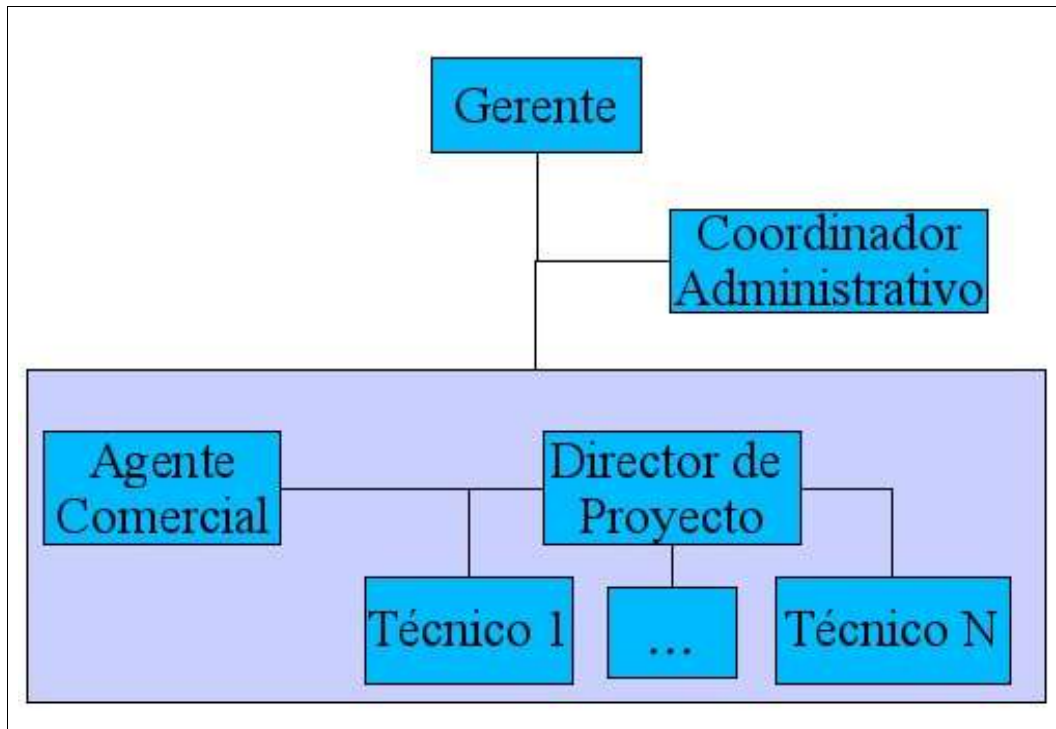 Gerente
Coordinador
Administrativo
Agente
Comercial
Director de
Proyecto
Técnico 1
...
Técnico N